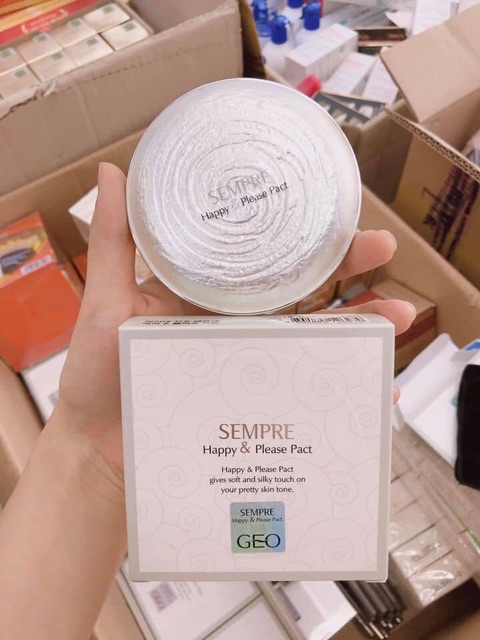 SEMPRE
Happy & Please Pact
SEMPRE
Happy & Please Pact
Happy & Please Pact
gives soft and silky touch on
your pretty skin tone.
SEMPRE
Happy & Please Pact
GEO